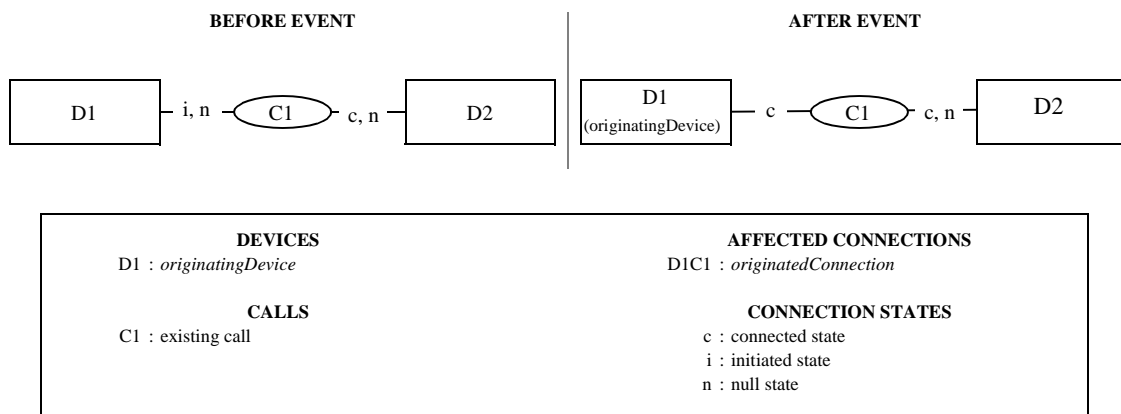 BEFORE EVENT
AFTER EVENT
D1
i, n
C1
c, n
D2
D1
(originatingDevice)
c
C1
c, n
D2
DEVICES
D1 : originatingDevice
CALLS
C1 : existing call
AFFECTED CONNECTIONS
D1C1 : originatedConnection
CONNECTION STATES
c : connected state
i : initiated state
n : null state